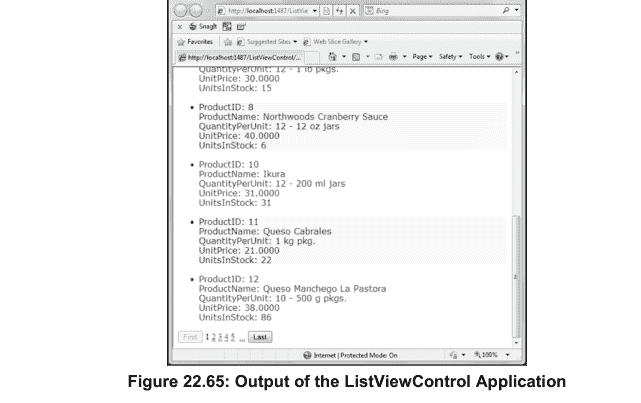 http://localhost:1487/ListVie
Bing
x SnagIt
Favorites Suggested Sites Web Slice Gallery
http://localhost:1487/ListViewControl/... Page Safety Tools
QuantityPerUnit: 12 - 1 lb pkgs.
UnitPrice: 30.0000
UnitsInStock: 15
• ProductID: 8
ProductName: Northwoods Cranberry Sauce
QuantityPerUnit: 12 - 12 oz jars
UnitPrice: 40.0000
UnitsInStock: 6
• ProductID: 10
ProductName: Ikura
QuantityPerUnit: 12 - 200 ml jars
UnitPrice: 31.0000
UnitsInStock: 31
• ProductID: 11
ProductName: Queso Cabrales
QuantityPerUnit: 1 kg pkg.
UnitPrice: 21.0000
UnitsInStock: 22
• ProductID: 12
ProductName: Queso Manchego La Pastora
QuantityPerUnit: 10 - 500 g pkgs.
UnitPrice: 38.0000
UnitsInStock: 86
First 1 2 3 4 5 ... Last
Internet | Protected Mode: On 100%
Figure 22.65: Output of the ListViewControl Application